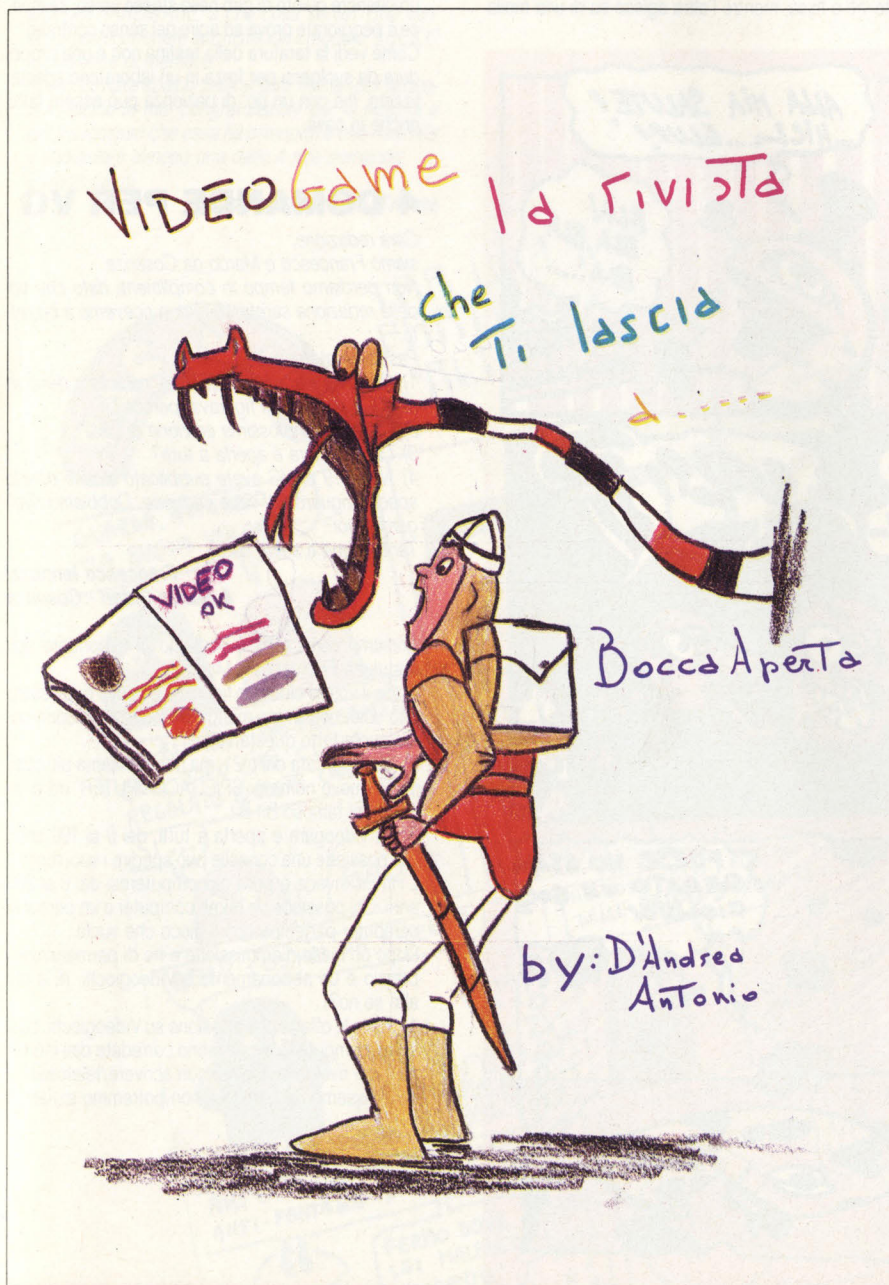 VIDEOGame la rivista
che
Ti lascia
a.....
VIDEO
OK
Bocca Aperta
by: D'Andrea
Antonio